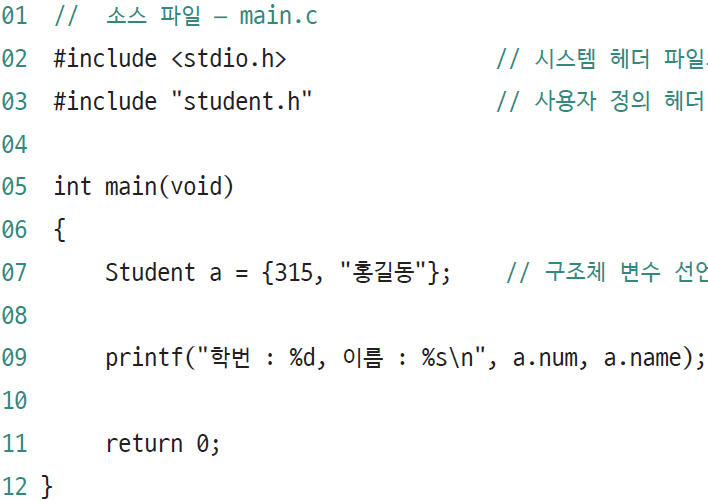 01 // 소스 파일 – main.c
02 #include <stdio.h> // 시스템 헤더 파일
03 #include "student.h" // 사용자 정의 헤더
04
05 int main(void)
06 {
07 Student a = {315, "홍길동"}; // 구조체 변수 선언
08
09 printf("학번 : %d, 이름 : %s\n", a.num, a.name);
10
11 return 0;
12 }